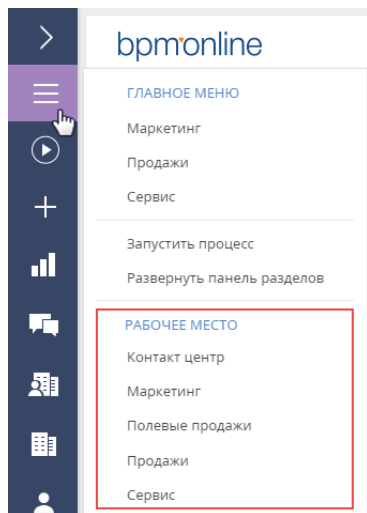 bpm'online
ГЛАВНОЕ МЕНЮ
Маркетинг
Продажи
Сервис
Запустить процесс
Развернуть панель разделов
РАБОЧЕЕ МЕСТО
Контакт центр
Маркетинг
Полевые продажи
Продажи
Сервис